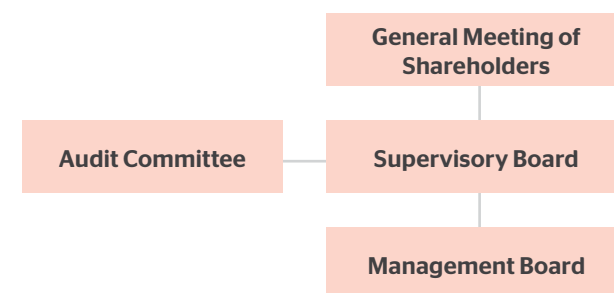 General Meeting of
Shareholders
Audit Committee
Supervisory Board
Management Board